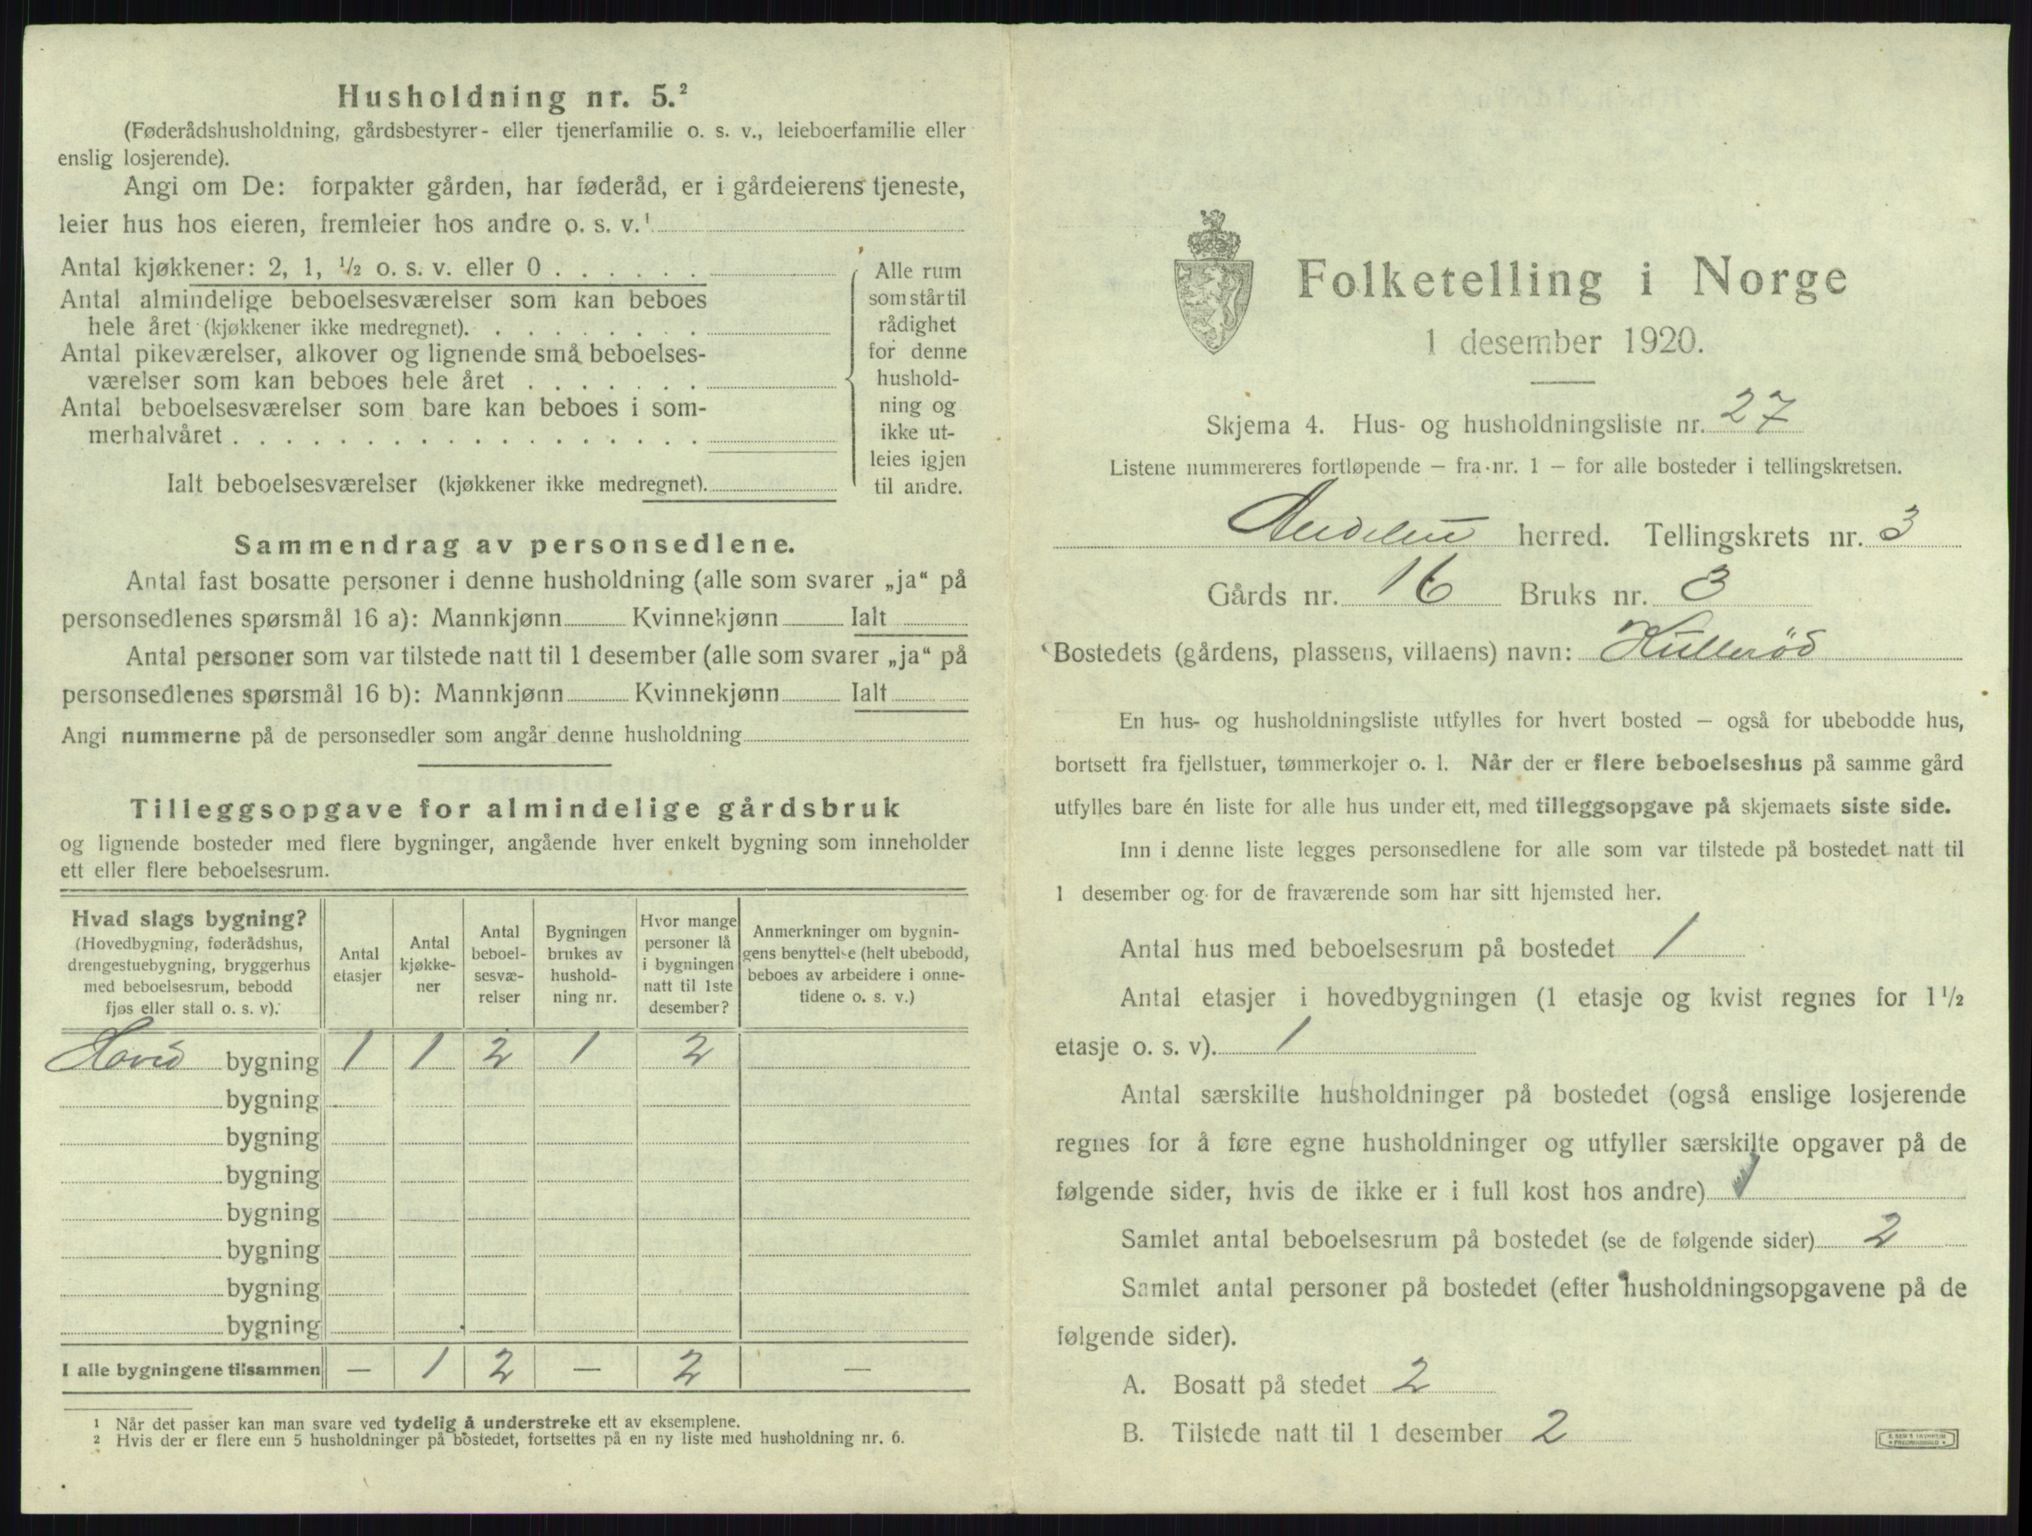 Husholdning nr. 5.²
(Føderådshusholdning, gårdsbestyrer- eller tjenerfamilie o. s. v., leieboerfamilie eller
enslig losjerende).
Angi om De: forpakter gården, har føderåd, er i gårdeierens tjeneste,
leier hus hos eieren, fremleier hos andre o. s. v.¹
Antal kjøkkener: 2, 1, ½ o. s. v. eller 0 . . . . . .
Antal almindelige beboelsesværelser som kan beboes
hele året (kjøkkener ikke medregnet). . . . . . . . .
Antal pikeværelser, alkover og lignende små beboelses-
værelser som kan beboes hele året . . . . . . .
Antal beboelsesværelser som bare kan beboes i som-
merhalvåret . . . . . . . . . . . . . . . . . .
Ialt beboelsesværelser (kjøkkener ikke medregnet).
Alle rum
som står til
rådighet
for denne
hushold-
ning og
ikke ut-
leies igjen
til andre.
Sammendrag av personsedlene.
Antal fast bosatte personer i denne husholdning (alle som svarer „ja“ på
personsedlenes spørsmål 16 a): Mannkjønn Kvinnekjønn Ialt
Antal personer som var tilstede natt til 1 desember (alle som svarer „ja“ på
personsedlenes spørsmål 16 b): Mannkjønn Kvinnekjønn Ialt
Angi nummerne på de personsedler som angår denne husholdning
Tilleggsopgave for almindelige gårdsbruk
og lignende bosteder med flere bygninger, angående hver enkelt bygning som inneholder
ett eller flere beboelsesrum.
Hvad slags bygning?
(Hovedbygning, føderådshus,
drengestuebygning, bryggerhus
med beboelsesrum, bebodd
fjøs eller stall o. s. v).
Antal
etasjer
Antal
kjøkke-
ner
Antal
beboel-
sesvæ-
relser
Bygningen
brukes av
hushold-
ning nr.
Hvor mange
personer lå
i bygningen
natt til 1ste
desember?
Anmerkninger om bygnin-
gens benyttelse (helt ubebodd,
beboes av arbeidere i onne-
tidene o. s. v.)
Hoved bygning 1 1 2 1 2
bygning
bygning
bygning
bygning
bygning
bygning
bygning
I alle bygningene tilsammen — 1 2 — 2 —
¹ Når det passer kan man svare ved tydelig å understreke ett av eksemplene.
² Hvis der er flere enn 5 husholdninger på bostedet, fortsettes på en ny liste med husholdning nr. 6.
Folketelling i Norge
1 desember 1920.
Skjema 4. Hus- og husholdningsliste nr. 27
Listene nummereres fortløpende — fra nr. 1 — for alle bosteder i tellingskretsen.
herred. Tellingskrets nr. 3
Gårds nr. 16 Bruks nr. 3
Bostedets (gårdens, plassens, villaens) navn: Kullerød
En hus- og husholdningsliste utfylles for hvert bosted — også for ubebodde hus,
bortsett fra fjellstuer, tømmerkojer o. l. Når der er flere beboelseshus på samme gård
utfylles bare én liste for alle hus under ett, med tilleggsopgave på skjemaets siste side.
Inn i denne liste legges personsedlene for alle som var tilstede på bostedet natt til
1 desember og for de fraværende som har sitt hjemsted her.
Antal hus med beboelsesrum på bostedet 1
Antal etasjer i hovedbygningen (1 etasje og kvist regnes for 1½
etasje o. s. v). 1
Antal særskilte husholdninger på bostedet (også enslige losjerende
regnes for å føre egne husholdninger og utfyller særskilte opgaver på de
følgende sider, hvis de ikke er i full kost hos andre) 1
Samlet antal beboelsesrum på bostedet (se de følgende sider) 2
Samlet antal personer på bostedet (efter husholdningsopgavene på de
følgende sider).
A. Bosatt på stedet 2
B. Tilstede natt til 1 desember 2